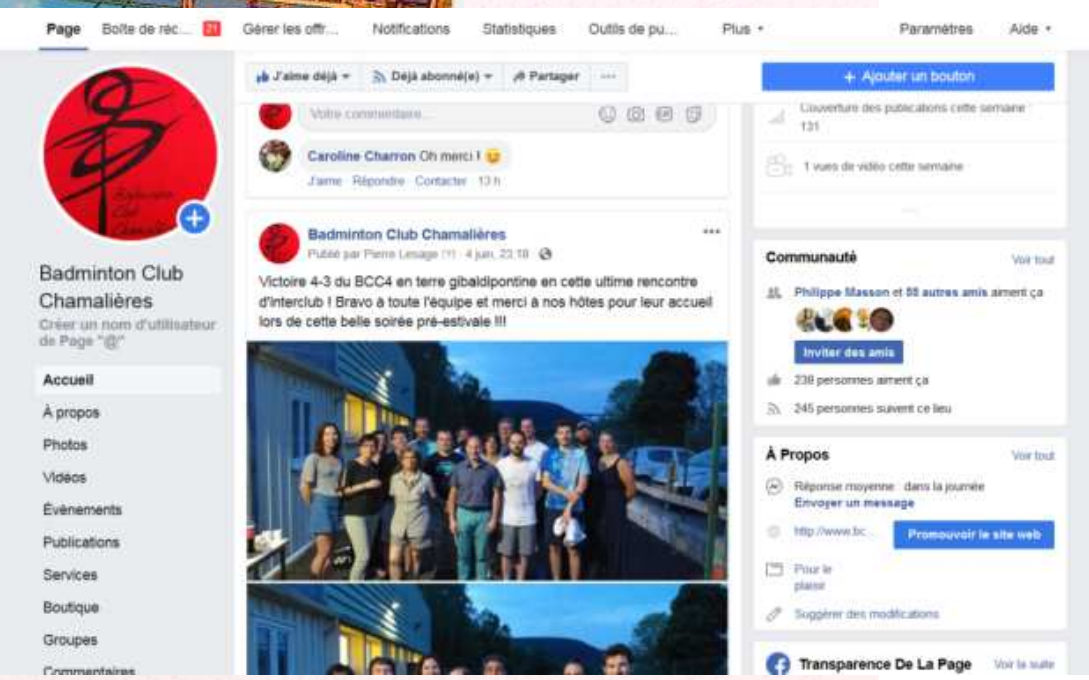 Page
Boîte de réc...
21
Gérer les offr...
Notifications
Statistiques
Outils de pu...
Plus
Paramètres
Aide
J'aime déjà
Déjà abonné(e)
Partager
...
+ Ajouter un bouton
Badminton
Club
Chamalières
Badminton Club
Chamalières
Créer un nom d'utilisateur
de Page "@"
Accueil
À propos
Photos
Vidéos
Évènements
Publications
Services
Boutique
Groupes
Commentaires
Votre commentaire...
Caroline Charron Oh merci !
J'aime · Répondre · Contacter · 13 h
Badminton Club Chamalières
Publié par Pierre Lesage [?] · 4 juin, 23:18
Victoire 4-3 du BCC4 en terre gibaldipontine en cette ultime rencontre
d'interclub ! Bravo à toute l'équipe et merci à nos hôtes pour leur accueil
lors de cette belle soirée pré-estivale !!!
Couverture des publications cette semaine
131
1 vues de vidéo cette semaine
Communauté
Voir tout
Philippe Masson et 55 autres amis aiment ça
Inviter des amis
238 personnes aiment ça
245 personnes suivent ce lieu
À Propos
Voir tout
Réponse moyenne : dans la journée
Envoyer un message
http://www.bc...
Promouvoir le site web
Pour le
plaisir
Suggérer des modifications
Transparence De La Page
Voir la suite